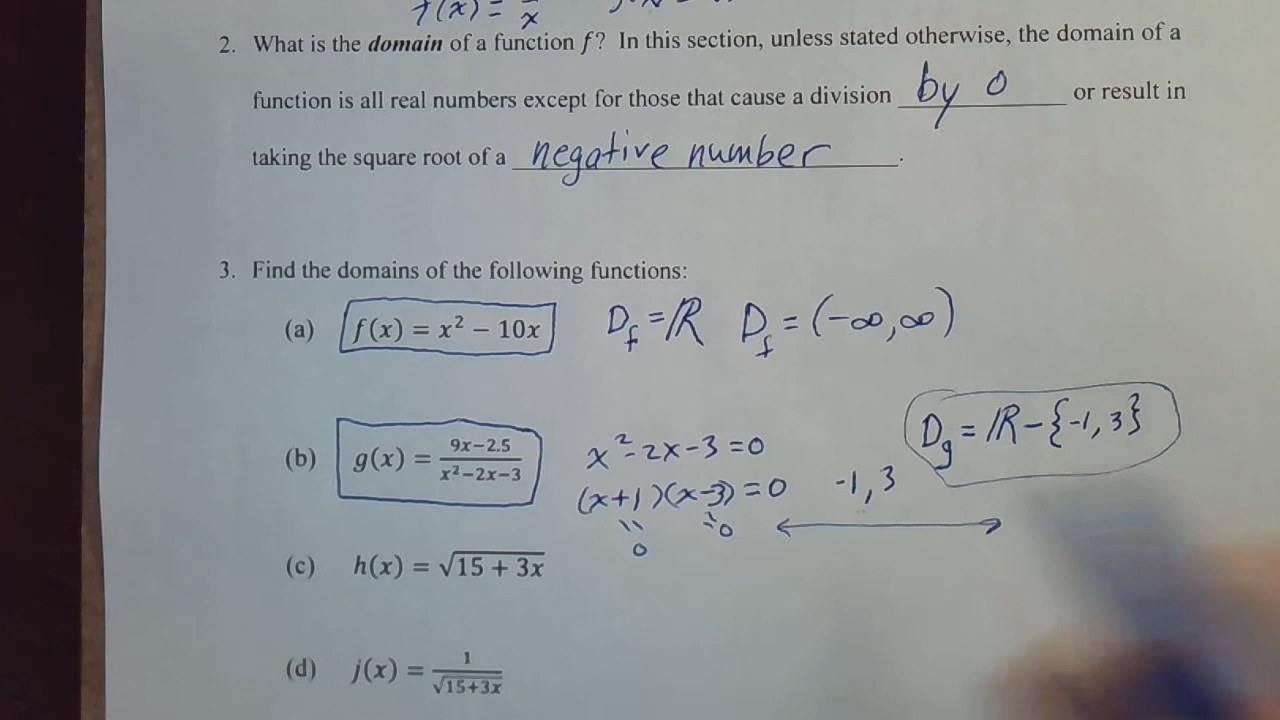 f(x) = 1/x
2. What is the domain of a function f? In this section, unless stated otherwise, the domain of a
function is all real numbers except for those that cause a division by 0 or result in
taking the square root of a negative number.
3. Find the domains of the following functions:
(a) f(x) = x² − 10x D_f = ℝ D_f = (-∞, ∞)
(b) g(x) = (9x−2.5)/(x²−2x−3) x² - 2x - 3 = 0 D_g = ℝ - {-1, 3}
(x+1)(x-3) = 0 -1, 3
= =
0 0
(c) h(x) = √(15 + 3x)
(d) j(x) = 1/√(15+3x)